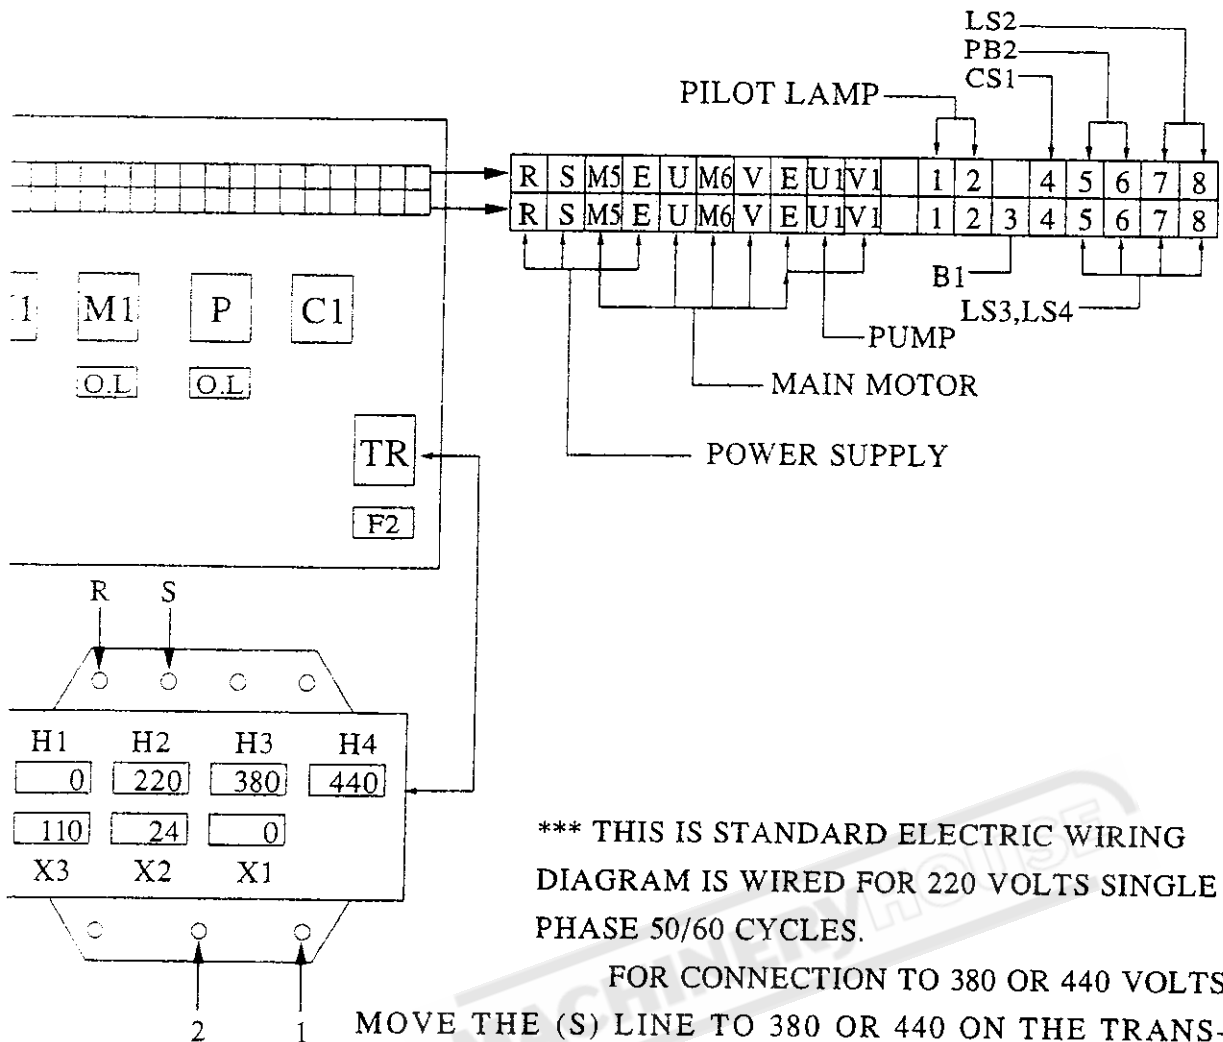 LS2
PB2
CS1
PILOT LAMP
R S M5 E U M6 V E U1 V1 1 2 4 5 6 7 8
R S M5 E U M6 V E U1 V1 1 2 3 4 5 6 7 8
B1
LS3,LS4
PUMP
MAIN MOTOR
POWER SUPPLY
M1 P C1
O.L O.L
TR
F2
R S
H1 H2 H3 H4
0 220 380 440
110 24 0
X3 X2 X1
2 1
*** THIS IS STANDARD ELECTRIC WIRING
DIAGRAM IS WIRED FOR 220 VOLTS SINGLE
PHASE 50/60 CYCLES.
FOR CONNECTION TO 380 OR 440 VOLTS
MOVE THE (S) LINE TO 380 OR 440 ON THE TRANS-
MACHINERYHOUSE